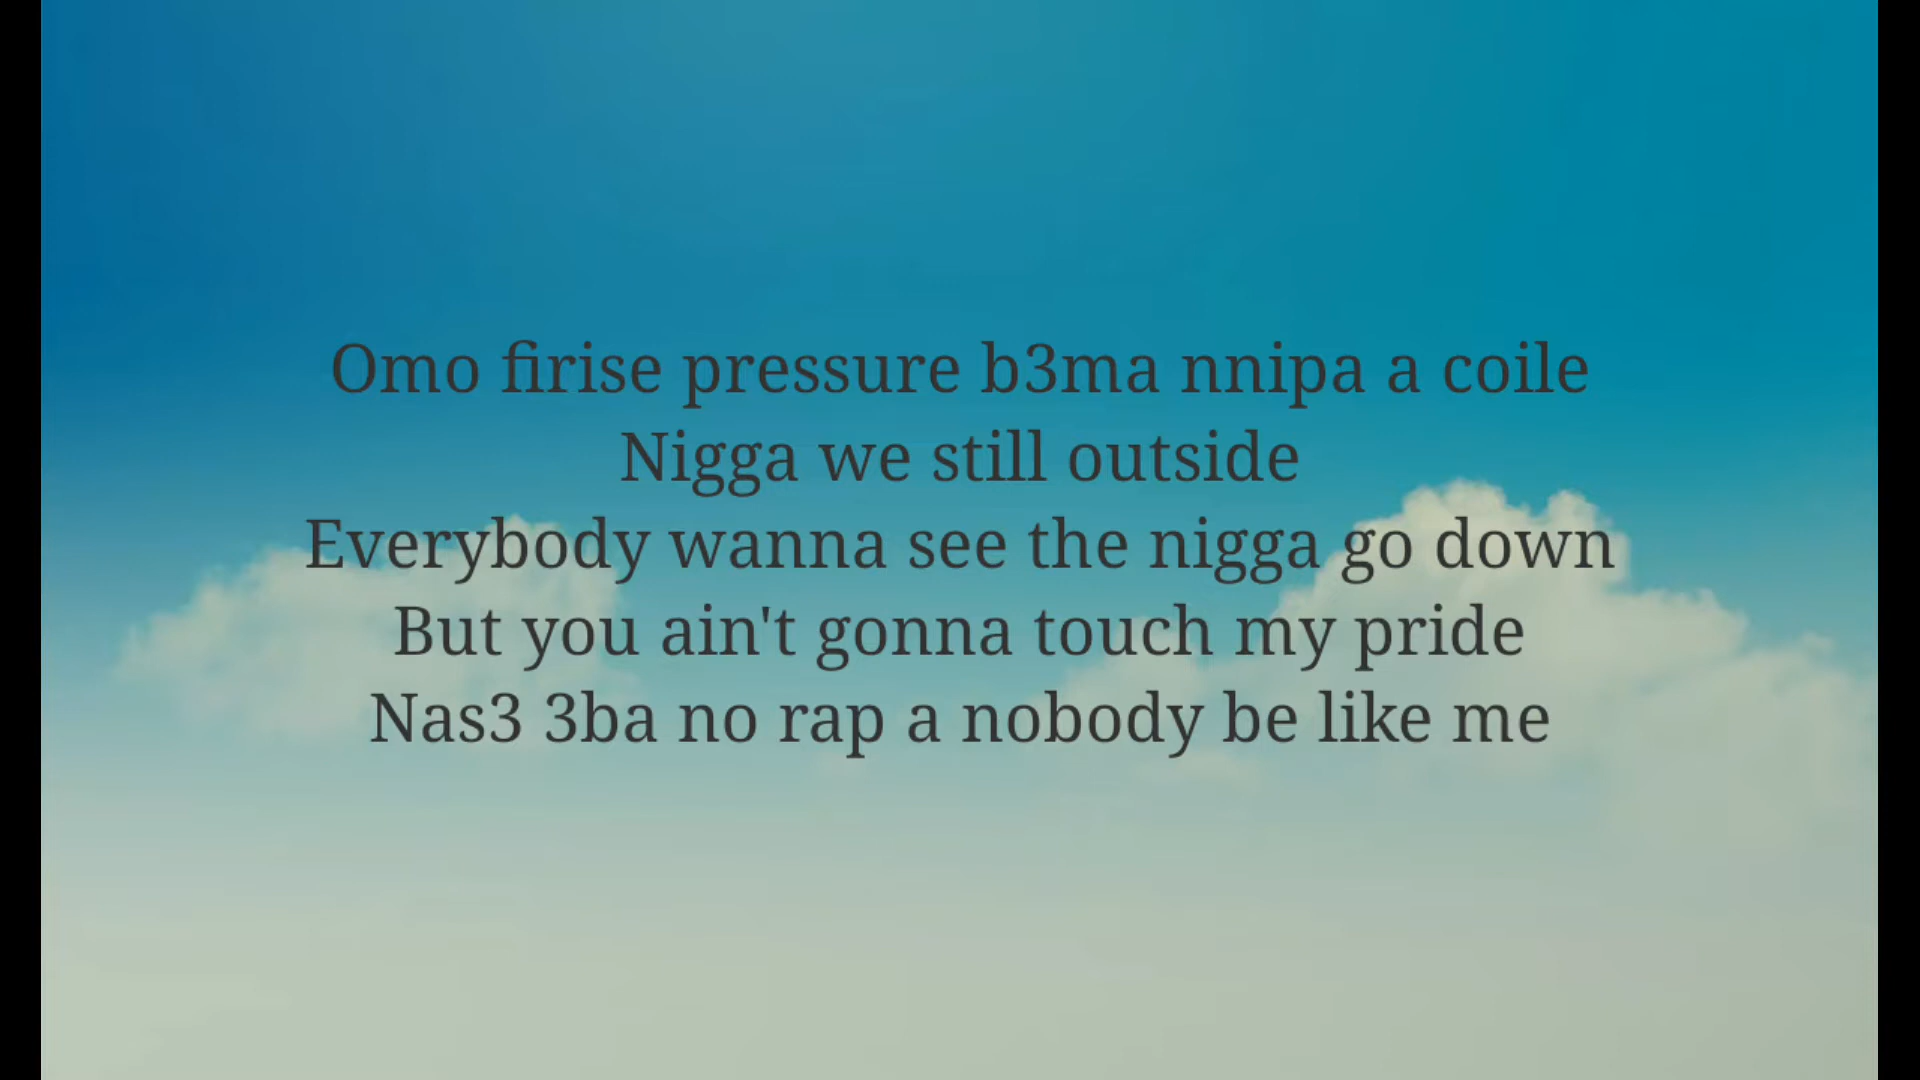 Omo firise pressure b3ma nnipa a coile
Nigga we still outside
Everybody wanna see the nigga go down
But you ain't gonna touch my pride
Nas3 3ba no rap a nobody be like me